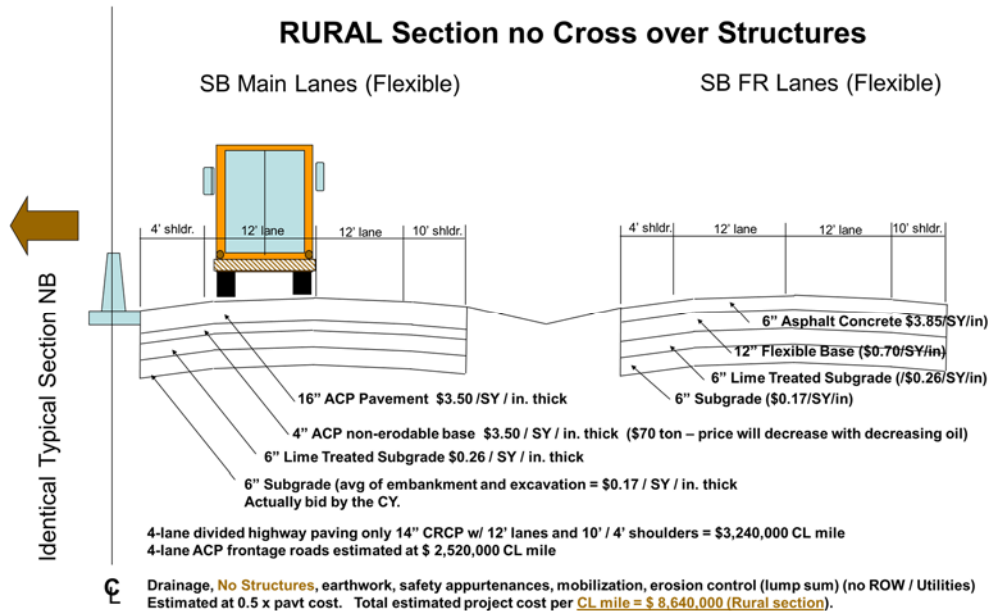 RURAL Section no Cross over Structures
SB Main Lanes (Flexible)
SB FR Lanes (Flexible)
4' shldr.
12' lane
12' lane
10' shldr.
4' shldr.
12' lane
12' lane
10' shldr.
Identical Typical Section NB
6” Asphalt Concrete $3.85/SY/in)
12” Flexible Base ($0.70/SY/in)
6” Lime Treated Subgrade (/$0.26/SY/in)
6” Subgrade ($0.17/SY/in)
16” ACP Pavement $3.50 /SY / in. thick
4” ACP non-erodable base $3.50 / SY / in. thick ($70 ton – price will decrease with decreasing oil)
6” Lime Treated Subgrade $0.26 / SY / in. thick
6” Subgrade (avg of embankment and excavation = $0.17 / SY / in. thick
Actually bid by the CY.
4-lane divided highway paving only 14” CRCP w/ 12' lanes and 10' / 4' shoulders = $3,240,000 CL mile
4-lane ACP frontage roads estimated at $ 2,520,000 CL mile
℄
Drainage, No Structures, earthwork, safety appurtenances, mobilization, erosion control (lump sum) (no ROW / Utilities)
Estimated at 0.5 x pavt cost. Total estimated project cost per CL mile = $ 8,640,000 (Rural section).